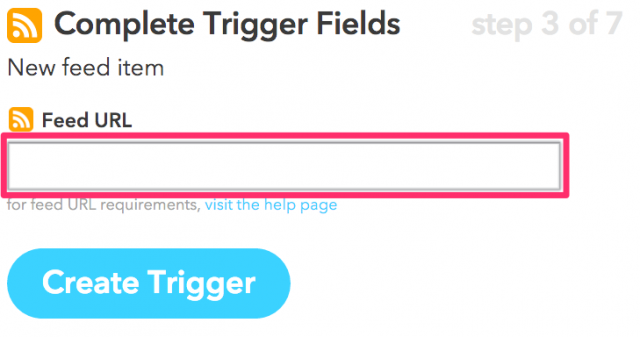 Complete Trigger Fields step 3 of 7
New feed item
Feed URL
for feed URL requirements, visit the help page
Create Trigger